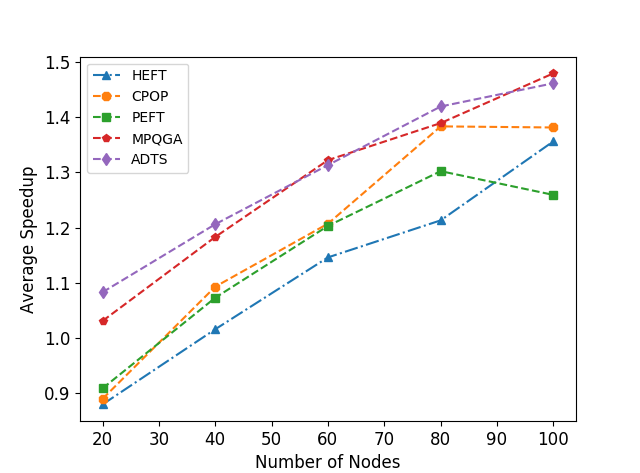 1.5
1.4
1.3
1.2
1.1
1.0
0.9
Average Speedup
HEFT
CPOP
PEFT
MPQGA
ADTS
20 30 40 50 60 70 80 90 100
Number of Nodes